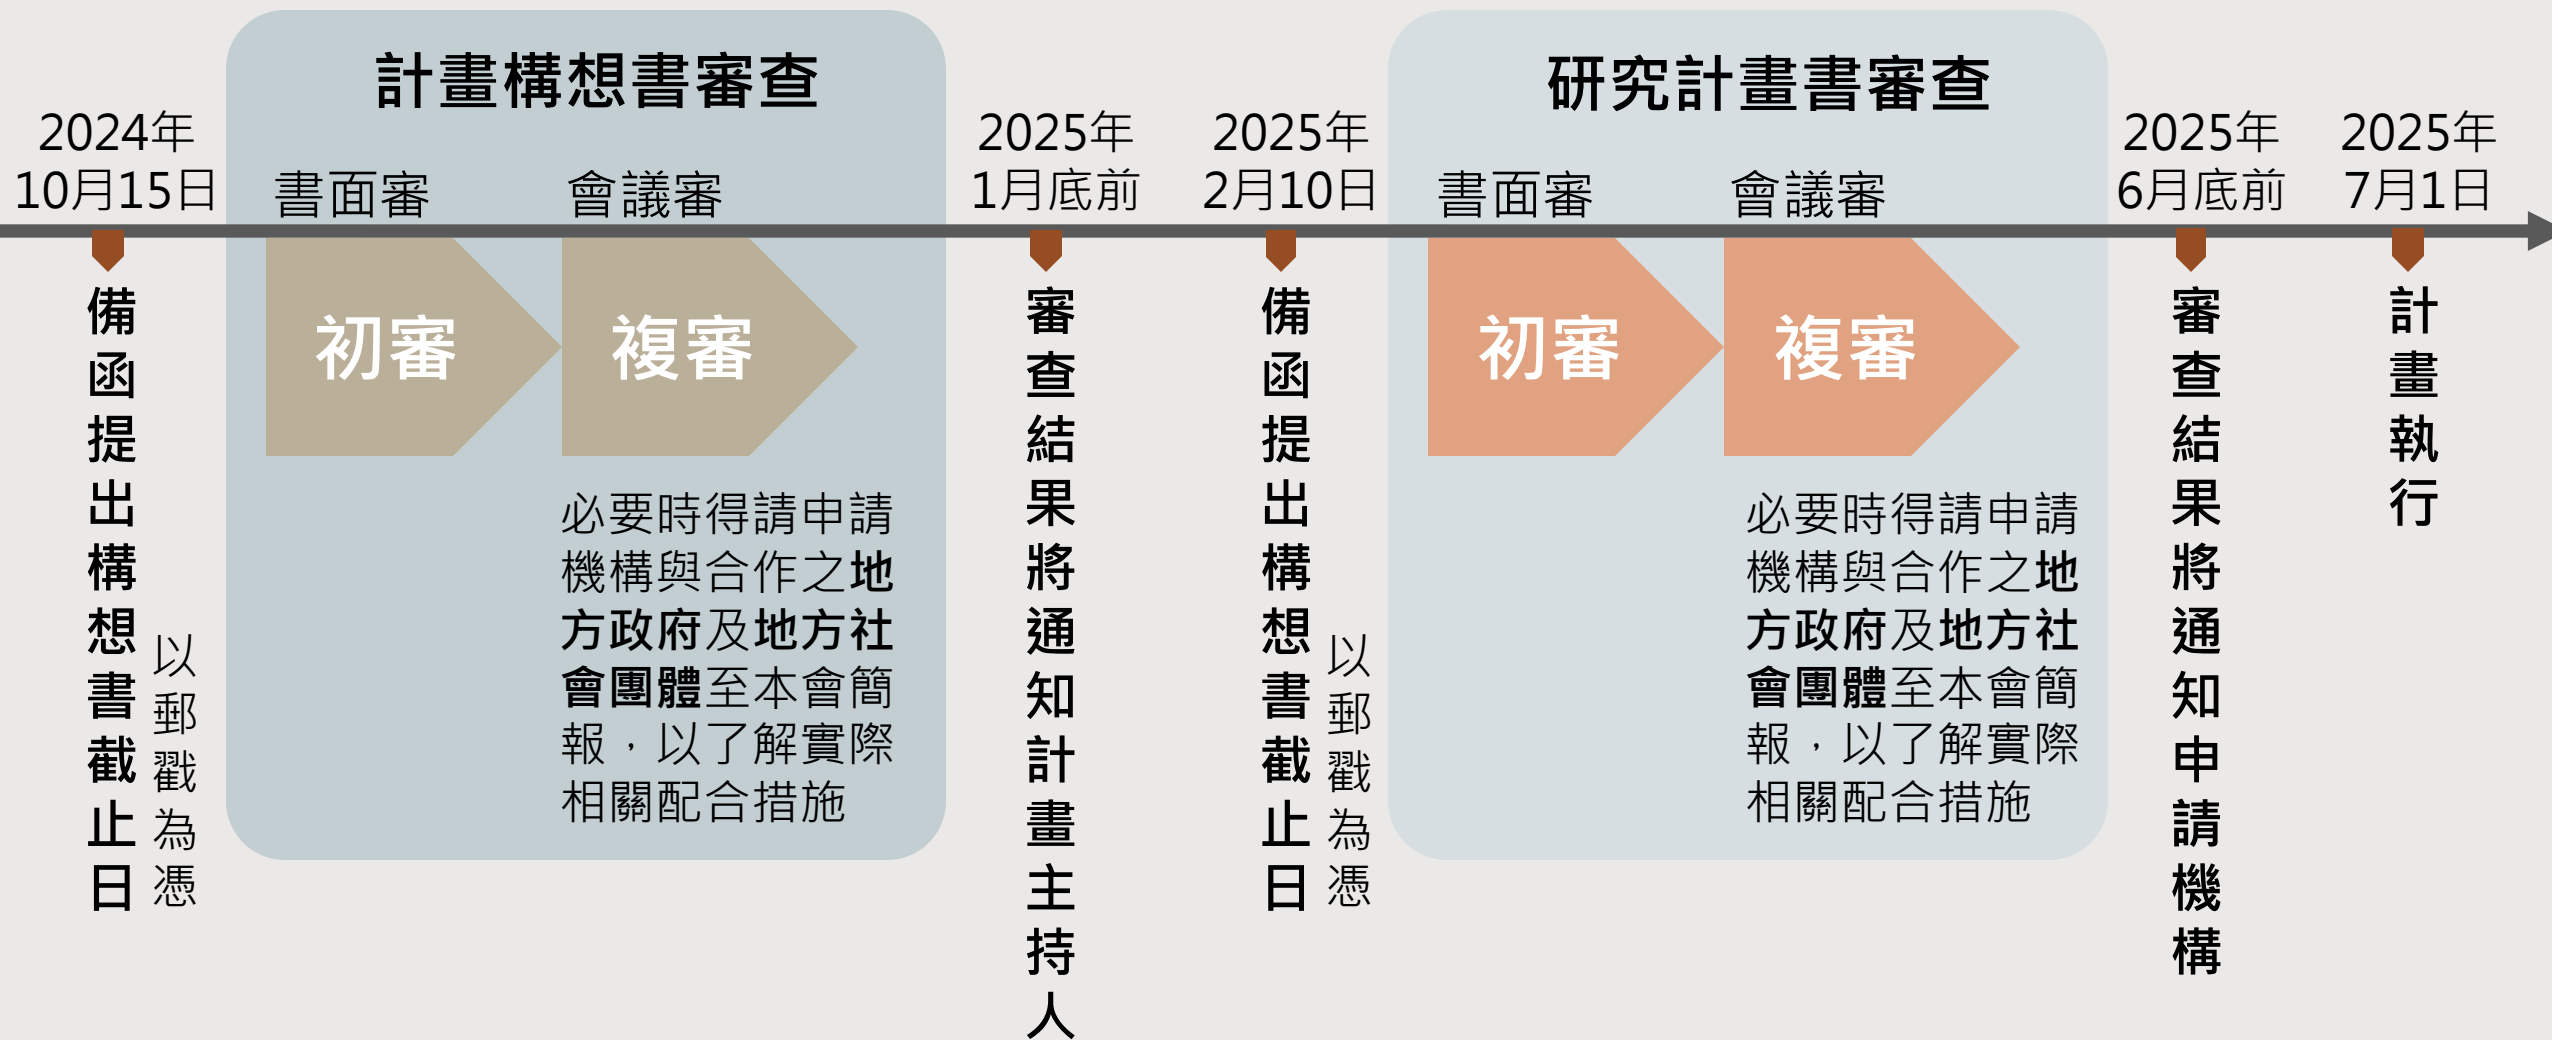 計畫構想書審查
研究計畫書審查
2024年
10月15日
備函提出構想書截止日
以郵戳為憑
書面審
會議審
初審
複審
必要時得請申請
機構與合作之地
方政府及地方社
會團體至本會簡
報，以了解實際
相關配合措施
2025年
1月底前
審查結果將通知計畫主持人
2025年
2月10日
備函提出構想書截止日
以郵戳為憑
書面審
會議審
初審
複審
必要時得請申請
機構與合作之地
方政府及地方社
會團體至本會簡
報，以了解實際
相關配合措施
2025年
6月底前
審查結果將通知申請機構
2025年
7月1日
計畫執行